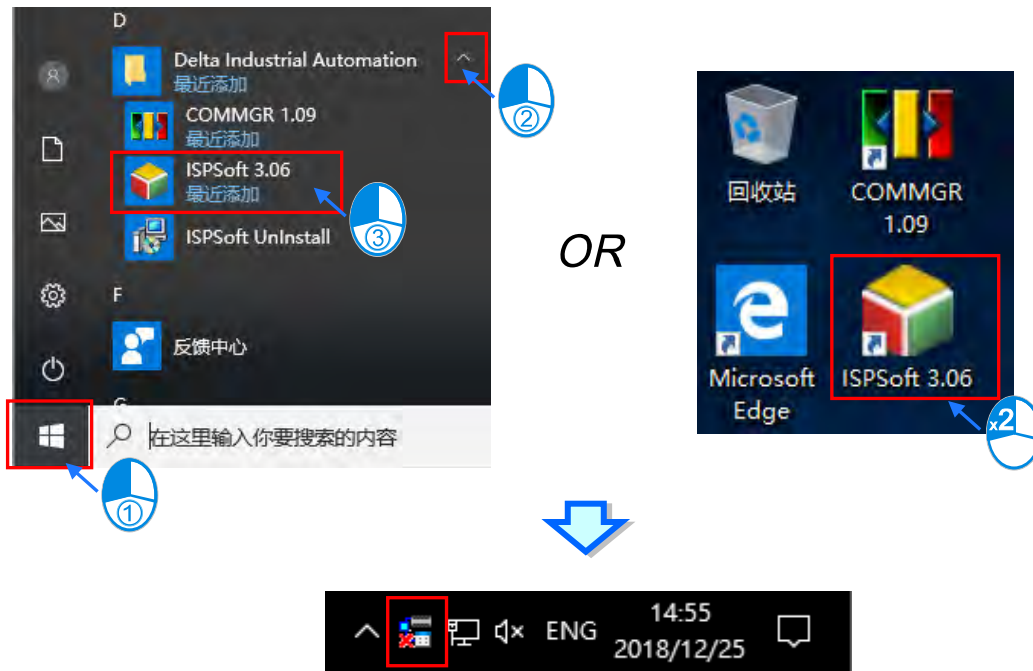 D
Delta Industrial Automation
最近添加
②
COMMGR 1.09
最近添加
ISPSoft 3.06
最近添加
③
ISPSoft UnInstall
F
反馈中心
在这里输入你要搜索的内容
①
OR
回收站
COMMGR
1.09
Microsoft
Edge
ISPSoft 3.06
x2
ENG
14:55
2018/12/25